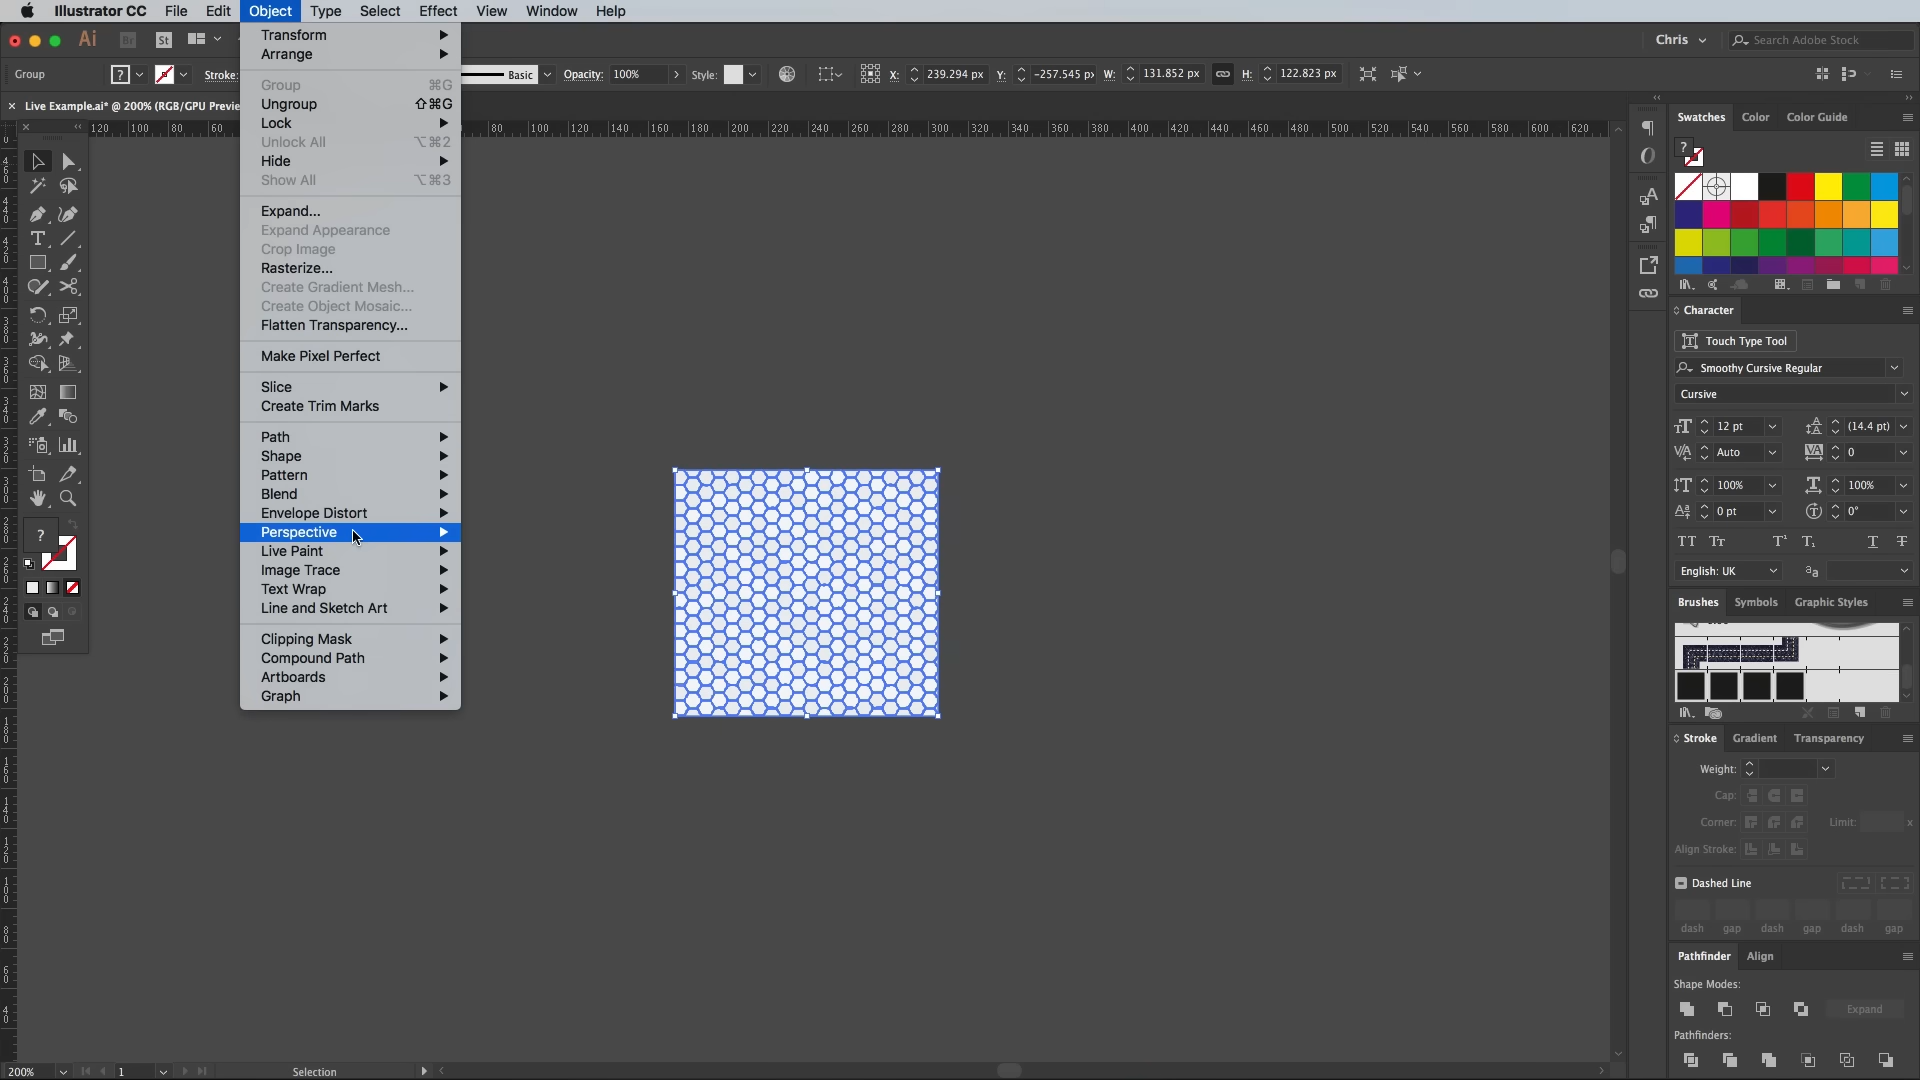 Illustrator CC File Edit Object Type Select Effect View Window Help
Ai Br St
Chris
Search Adobe Stock
Group
?
Stroke:
Basic
Opacity: 100%
Style:
X: 239.294 px
Y: -257.545 px
W: 131.852 px
H: 122.823 px
Live Example.ai* @ 200% (RGB/GPU Previe
120 100 80 60
80 100 120 140 160 180 200 220 240 260 280 300 320 340 360 380 400 420 440 460 480 500 520 540 560 580 600 620
Transform
Arrange
Group ⌘G
Ungroup ⇧⌘G
Lock
Unlock All ⌥⌘2
Hide
Show All ⌥⌘3
Expand...
Expand Appearance
Crop Image
Rasterize...
Create Gradient Mesh...
Create Object Mosaic...
Flatten Transparency...
Make Pixel Perfect
Slice
Create Trim Marks
Path
Shape
Pattern
Blend
Envelope Distort
Perspective
Live Paint
Image Trace
Text Wrap
Line and Sketch Art
Clipping Mask
Compound Path
Artboards
Graph
?
Swatches Color Color Guide
?
Character
Touch Type Tool
Smoothy Cursive Regular
Cursive
12 pt (14.4 pt)
Auto 0
100% 100%
0 pt 0°
English: UK
Brushes Symbols Graphic Styles
Stroke Gradient Transparency
Weight:
Cap:
Corner: Limit: x
Align Stroke:
Dashed Line
dash gap dash gap dash gap
Pathfinder Align
Shape Modes:
Expand
Pathfinders:
200% 1 Selection